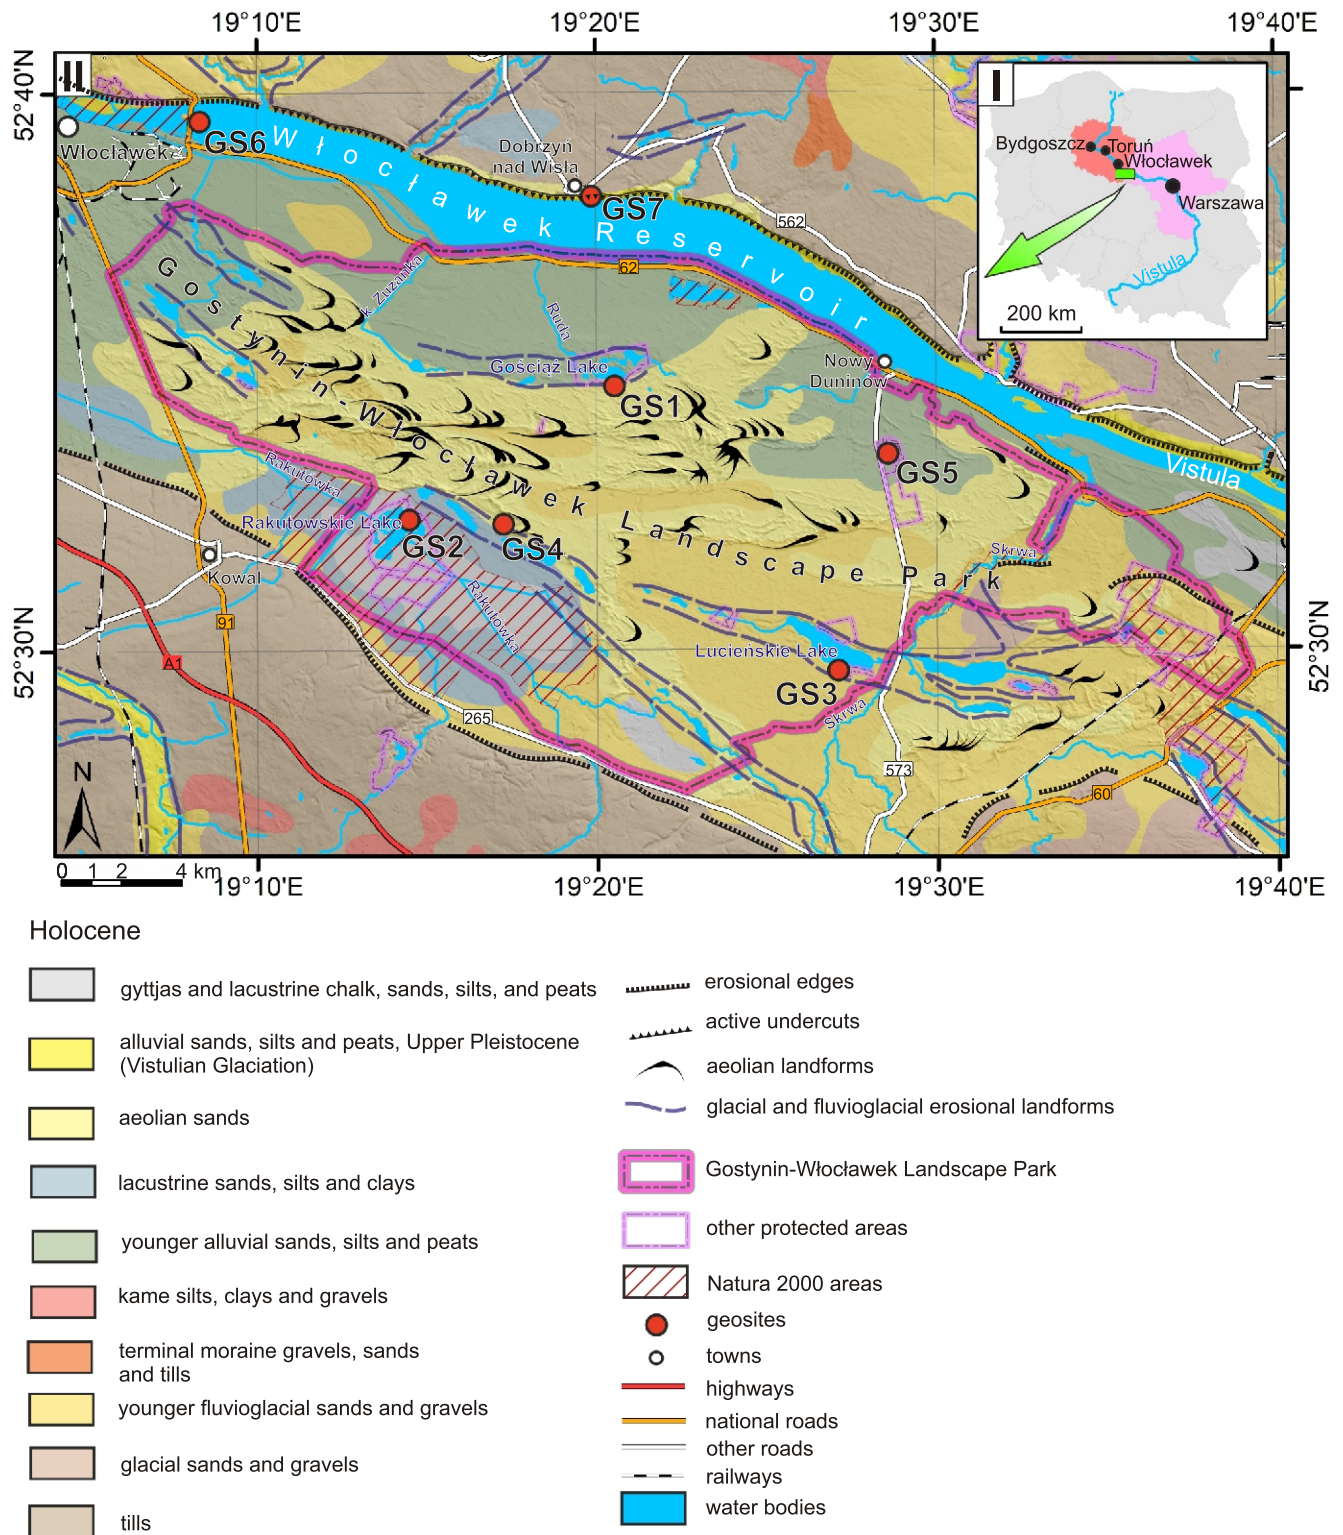 19°10'E 19°20'E 19°30'E 19°40'E
52°40'N
II
I
Bydgoszcz
Toruń
Włocławek
Warszawa
Vistula
200 km
Włocławek
GS6
Włocławek Reservoir
Dobrzyń
nad Wisłą
GS7
562
62
k. Zuzanka
Ruda
Gostynin-Włocławek Landscape Park
Gościąż Lake
GS1
Nowy
Duninów
GS5
Vistula
Rakutówka
Rakutowskie Lake
GS2
GS4
Skrwa
Kowal
Rakutówka
91
A1
Lucieńskie Lake
GS3
Skrwa
52°30'N
52°30'N
265
573
60
N
0 1 2 4 km
19°10'E 19°20'E 19°30'E 19°40'E
Holocene
gyttjas and lacustrine chalk, sands, silts, and peats
alluvial sands, silts and peats, Upper Pleistocene
(Vistulian Glaciation)
aeolian sands
lacustrine sands, silts and clays
younger alluvial sands, silts and peats
kame silts, clays and gravels
terminal moraine gravels, sands
and tills
younger fluvioglacial sands and gravels
glacial sands and gravels
tills
erosional edges
active undercuts
aeolian landforms
glacial and fluvioglacial erosional landforms
Gostynin-Włocławek Landscape Park
other protected areas
Natura 2000 areas
geosites
towns
highways
national roads
other roads
railways
water bodies